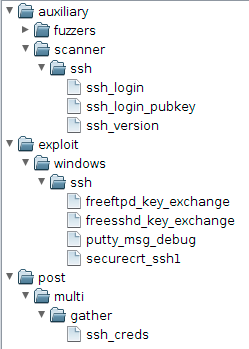 auxiliary
fuzzers
scanner
ssh
ssh_login
ssh_login_pubkey
ssh_version
exploit
windows
ssh
freeftpd_key_exchange
freesshd_key_exchange
putty_msg_debug
securecrt_ssh1
post
multi
gather
ssh_creds